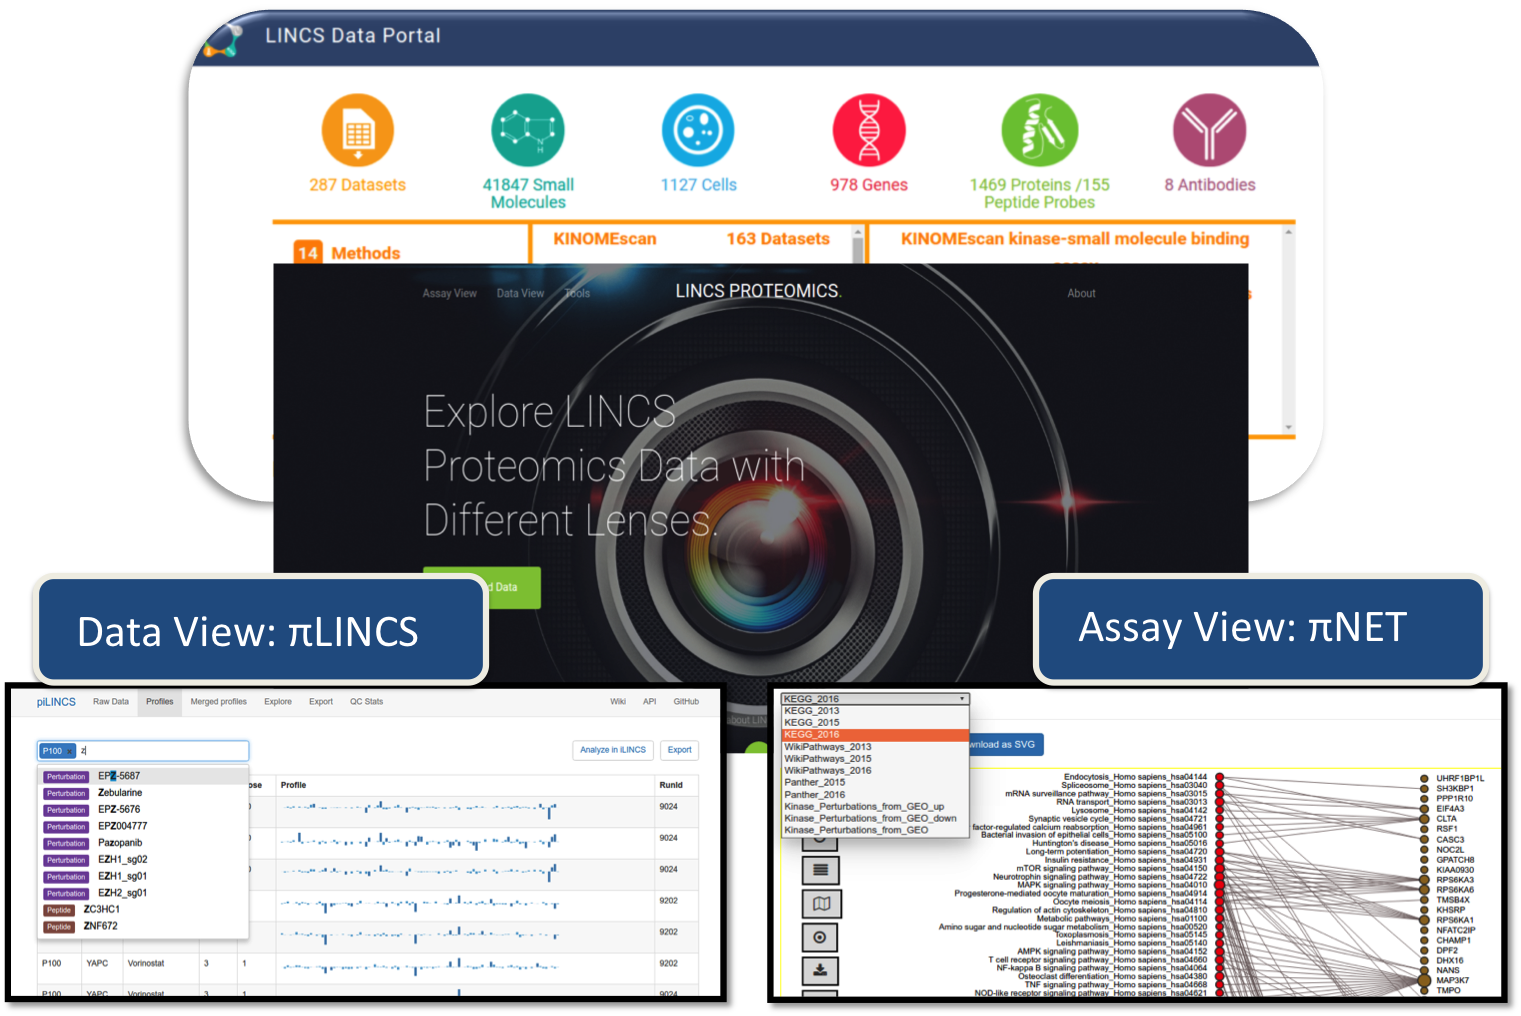 LINCS Data Portal
287 Datasets
41847 Small
Molecules
1127 Cells
978 Genes
1469 Proteins /155
Peptide Probes
8 Antibodies
14 Methods
KINOMEscan 163 Datasets
KINOMEscan kinase-small molecule binding
Assay View Data View Tools
LINCS PROTEOMICS.
About
Explore LINCS
Proteomics Data with
Different Lenses.
Data
Data View: πLINCS
Assay View: πNET
piLINCS Raw Data Profiles Merged profiles Explore Export QC Stats Wiki API GitHub
P100 × z
Analyze in iLINCS Export
Perturbation EPZ-5687
Perturbation Zebularine
Perturbation EPZ-5676
Perturbation EPZ004777
Perturbation Pazopanib
Perturbation EZH1_sg02
Perturbation EZH1_sg01
Perturbation EZH2_sg01
Peptide ZC3HC1
Peptide ZNF672
Profile RunId
9024
9024
9024
9202
9202
P100 YAPC Vorinostat 3 1 9202
P100 YAPC Vorinostat 3 1 9024
KEGG_2016
KEGG_2013
KEGG_2015
KEGG_2016
WikiPathways_2013
WikiPathways_2015
WikiPathways_2016
Panther_2015
Panther_2016
Kinase_Perturbations_from_GEO_up
Kinase_Perturbations_from_GEO_down
Kinase_Perturbations_from_GEO
as SVG
Endocytosis_Homo sapiens_hsa04144
Spliceosome_Homo sapiens_hsa03040
mRNA surveillance pathway_Homo sapiens_hsa03015
RNA transport_Homo sapiens_hsa03013
Lysosome_Homo sapiens_hsa04142
Synaptic vesicle cycle_Homo sapiens_hsa04721
factor-regulated calcium reabsorption_Homo sapiens_hsa04961
Bacterial invasion of epithelial cells_Homo sapiens_hsa05100
Huntington's disease_Homo sapiens_hsa05016
Long-term potentiation_Homo sapiens_hsa04720
Insulin resistance_Homo sapiens_hsa04931
mTOR signaling pathway_Homo sapiens_hsa04150
Neurotrophin signaling pathway_Homo sapiens_hsa04722
MAPK signaling pathway_Homo sapiens_hsa04010
Progesterone-mediated oocyte maturation_Homo sapiens_hsa04914
Oocyte meiosis_Homo sapiens_hsa04114
Regulation of actin cytoskeleton_Homo sapiens_hsa04810
Metabolic pathways_Homo sapiens_hsa01100
Amino sugar and nucleotide sugar metabolism_Homo sapiens_hsa00520
Toxoplasmosis_Homo sapiens_hsa05145
Leishmaniasis_Homo sapiens_hsa05140
AMPK signaling pathway_Homo sapiens_hsa04152
T cell receptor signaling pathway_Homo sapiens_hsa04660
NF-kappa B signaling pathway_Homo sapiens_hsa04064
Osteoclast differentiation_Homo sapiens_hsa04380
TNF signaling pathway_Homo sapiens_hsa04668
NOD-like receptor signaling pathway_Homo sapiens_hsa04621
UHRF1BP1L
SH3KBP1
PPP1R10
EIF4A3
CLTA
RSF1
CASC3
NOC2L
GPATCH8
KIAA0930
RPS6KA3
RPS6KA6
TMSB4X
KHSRP
RPS6KA1
NFATC2IP
CHAMP1
DPF2
DHX16
NANS
MAP3K7
TMPO